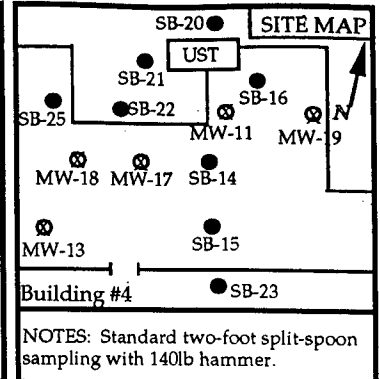 SB-20
SITE MAP
UST
SB-21
SB-16
SB-25
SB-22
MW-11
MW-19
N
MW-18
MW-17
SB-14
MW-13
SB-15
Building #4
SB-23
NOTES: Standard two-foot split-spoon
sampling with 140lb hammer.